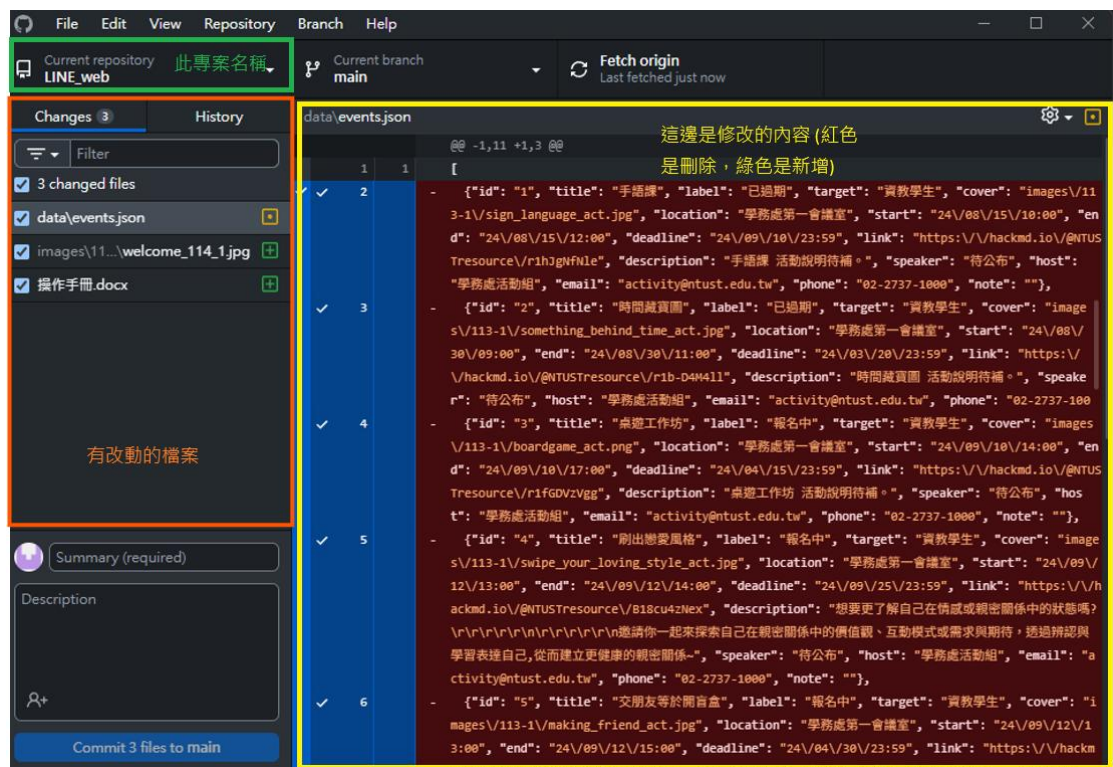 File Edit View Repository Branch Help
Current repository
LINE_web
此專案名稱
Current branch
main
Fetch origin
Last fetched just now
Changes 3 History
Filter
3 changed files
data\events.json
images\11...\welcome_114_1.jpg
操作手冊.docx
有改動的檔案
Summary (required)
Description
Commit 3 files to main
data\events.json
這邊是修改的內容 (紅色
是刪除，綠色是新增)
@@ -1,11 +1,3 @@
1 1 [
2 - {"id": "1", "title": "手語課", "label": "已過期", "target": "資教學生", "cover": "images\/11
3-1\/sign_language_act.jpg", "location": "學務處第一會議室", "start": "24\/08\/15\/10:00", "en
d": "24\/08\/15\/12:00", "deadline": "24\/09\/10\/23:59", "link": "https:\/\/hackmd.io\/@NTUS
Tresource\/r1hJgNfNle", "description": "手語課 活動說明待補。", "speaker": "待公布", "host":
"學務處活動組", "email": "activity@ntust.edu.tw", "phone": "02-2737-1000", "note": ""},
3 - {"id": "2", "title": "時間藏寶圖", "label": "已過期", "target": "資教學生", "cover": "image
s\/113-1\/something_behind_time_act.jpg", "location": "學務處第一會議室", "start": "24\/08\/
30\/09:00", "end": "24\/08\/30\/11:00", "deadline": "24\/03\/20\/23:59", "link": "https:\/
\/hackmd.io\/@NTUSTresource\/r1b-D4M4ll", "description": "時間藏寶圖 活動說明待補。", "speake
r": "待公布", "host": "學務處活動組", "email": "activity@ntust.edu.tw", "phone": "02-2737-100
4 - {"id": "3", "title": "桌遊工作坊", "label": "報名中", "target": "資教學生", "cover": "images
\/113-1\/boardgame_act.png", "location": "學務處第一會議室", "start": "24\/09\/10\/14:00", "en
d": "24\/09\/10\/17:00", "deadline": "24\/04\/15\/23:59", "link": "https:\/\/hackmd.io\/@NTUS
Tresource\/r1fGDVzVgg", "description": "桌遊工作坊 活動說明待補。", "speaker": "待公布", "hos
t": "學務處活動組", "email": "activity@ntust.edu.tw", "phone": "02-2737-1000", "note": ""},
5 - {"id": "4", "title": "刷出戀愛風格", "label": "報名中", "target": "資教學生", "cover": "image
s\/113-1\/swipe_your_loving_style_act.jpg", "location": "學務處第一會議室", "start": "24\/09\/
12\/13:00", "end": "24\/09\/12\/14:00", "deadline": "24\/09\/25\/23:59", "link": "https:\/\/h
ackmd.io\/@NTUSTresource\/B18cu4zNex", "description": "想要更了解自己在情感或親密關係中的狀態嗎?
\r\r\r\r\r\n\r\r\r\r\r\n邀請你一起來探索自己在親密關係中的價值觀、互動模式或需求與期待，透過辨認與
學習表達自己,從而建立更健康的親密關係~", "speaker": "待公布", "host": "學務處活動組", "email": "a
ctivity@ntust.edu.tw", "phone": "02-2737-1000", "note": ""},
6 - {"id": "5", "title": "交朋友等於開盲盒", "label": "報名中", "target": "資教學生", "cover": "i
mages\/113-1\/making_friend_act.jpg", "location": "學務處第一會議室", "start": "24\/09\/12\/1
3:00", "end": "24\/09\/12\/15:00", "deadline": "24\/04\/30\/23:59", "link": "https:\/\/hackm